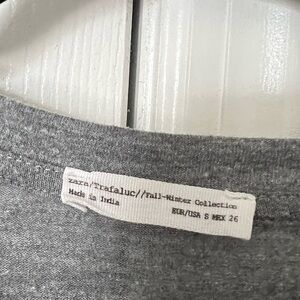 zara/Trafaluc//Fall-Winter Collection
Made in India
EUR/USA S MEX 26